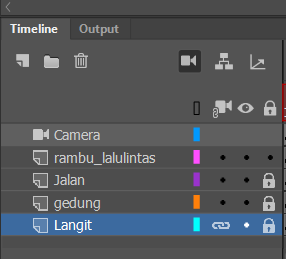 Timeline Output
Camera
rambu_lalulintas
Jalan
gedung
Langit